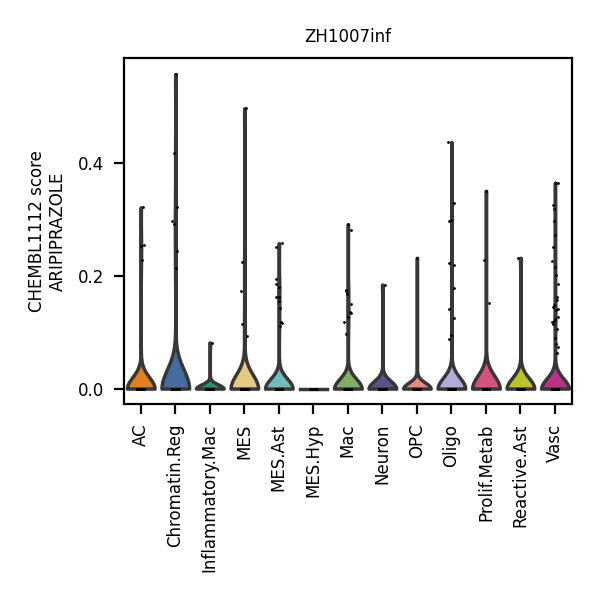 ZH1007inf
CHEMBL1112 score
ARIPIPRAZOLE
0.4
0.2
0.0
AC
Chromatin.Reg
Inflammatory.Mac
MES
MES.Ast
MES.Hyp
Mac
Neuron
OPC
Oligo
Prolif.Metab
Reactive.Ast
Vasc